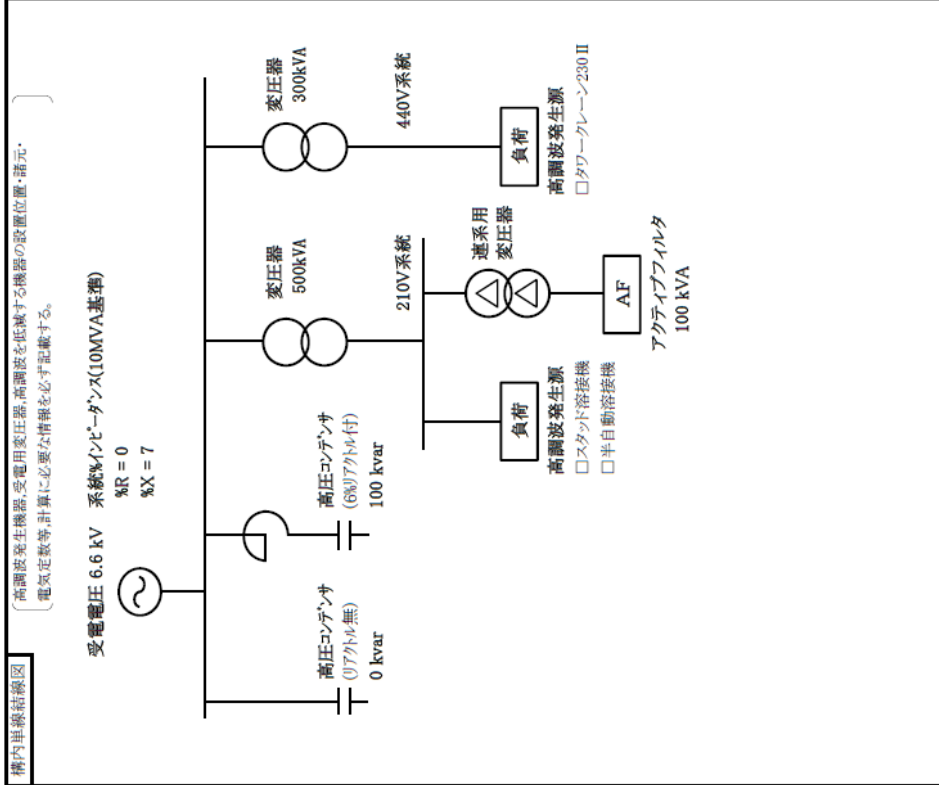 構内単線結線図
高調波発生機器,受電用変圧器,高調波を低減する機器の設置位置・諸元・
電気定数等,計算に必要な情報を必ず記載する。
受電電圧 6.6 kV 系統%インピーダンス(10MVA基準)
%R = 0
%X = 7
高圧コンデンサ
(リアクトル無)
0 kvar
高圧コンデンサ
(6%リアクトル付)
100 kvar
変圧器
500kVA
210V系統
負荷
高調波発生源
□スタッド溶接機
□半自動溶接機
連系用
変圧器
AF
アクティブフィルタ
100 kVA
変圧器
300kVA
440V系統
負荷
高調波発生源
□タワークレーン230Ⅱ